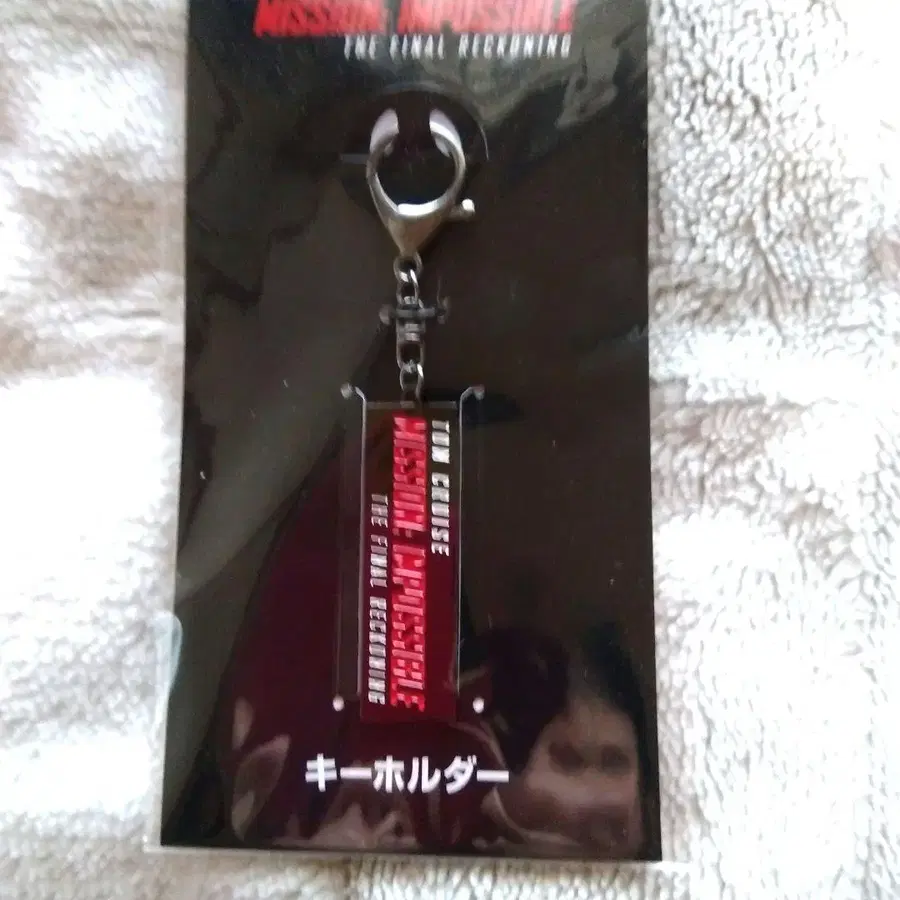 MISSION: IMPOSSIBLE
THE FINAL RECKONING
TOM CRUISE
MISSION: IMPOSSIBLE
THE FINAL RECKONING
キーホルダー